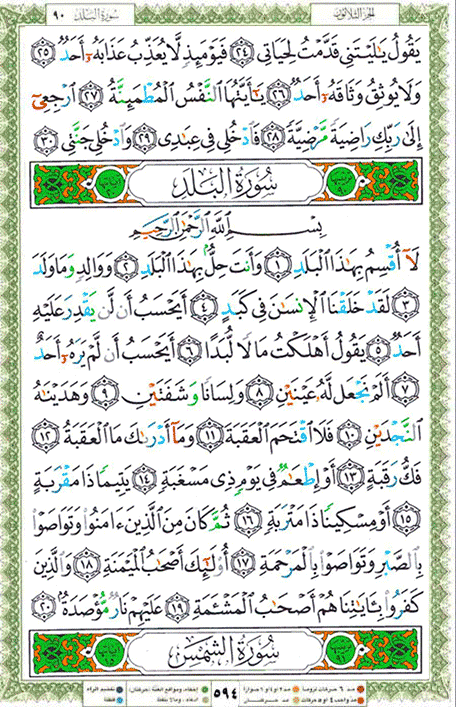 ٩٠ سورة البلد الجزء الثلاثون
يَقُولُ يَٰلَيْتَنِى قَدَّمْتُ لِحَيَاتِى ٢٤ فَيَوْمَئِذٍ لَّا يُعَذِّبُ عَذَابَهُۥٓ أَحَدٌ ٢٥
وَلَا يُوثِقُ وَثَاقَهُۥٓ أَحَدٌ ٢٦ يَٰٓأَيَّتُهَا ٱلنَّفْسُ ٱلْمُطْمَئِنَّةُ ٢٧ ٱرْجِعِىٓ
إِلَىٰ رَبِّكِ رَاضِيَةً مَّرْضِيَّةً ٢٨ فَٱدْخُلِى فِى عِبَٰدِى ٢٩ وَٱدْخُلِى جَنَّتِى ٣٠
سُورَةُ البَلَدِ
بِسْمِ ٱللَّهِ ٱلرَّحْمَٰنِ ٱلرَّحِيمِ
لَآ أُقْسِمُ بِهَٰذَا ٱلْبَلَدِ ١ وَأَنتَ حِلٌّۢ بِهَٰذَا ٱلْبَلَدِ ٢ وَوَالِدٍ وَمَا وَلَدَ
٣ لَقَدْ خَلَقْنَا ٱلْإِنسَٰنَ فِى كَبَدٍ ٤ أَيَحْسَبُ أَن لَّن يَقْدِرَ عَلَيْهِ
أَحَدٌ ٥ يَقُولُ أَهْلَكْتُ مَالًا لُّبَدًا ٦ أَيَحْسَبُ أَن لَّمْ يَرَهُۥٓ أَحَدٌ
٧ أَلَمْ نَجْعَل لَّهُۥ عَيْنَيْنِ ٨ وَلِسَانًا وَشَفَتَيْنِ ٩ وَهَدَيْنَٰهُ
ٱلنَّجْدَيْنِ ١٠ فَلَا ٱقْتَحَمَ ٱلْعَقَبَةَ ١١ وَمَآ أَدْرَىٰكَ مَا ٱلْعَقَبَةُ ١٢
فَكُّ رَقَبَةٍ ١٣ أَوْ إِطْعَٰمٌ فِى يَوْمٍ ذِى مَسْغَبَةٍ ١٤ يَتِيمًا ذَا مَقْرَبَةٍ
١٥ أَوْ مِسْكِينًا ذَا مَتْرَبَةٍ ١٦ ثُمَّ كَانَ مِنَ ٱلَّذِينَ ءَامَنُوا۟ وَتَوَاصَوْا۟
بِٱلصَّبْرِ وَتَوَاصَوْا۟ بِٱلْمَرْحَمَةِ ١٧ أُو۟لَٰٓئِكَ أَصْحَٰبُ ٱلْمَيْمَنَةِ ١٨ وَٱلَّذِينَ
كَفَرُوا۟ بِـَٔايَٰتِنَا هُمْ أَصْحَٰبُ ٱلْمَشْـَٔمَةِ ١٩ عَلَيْهِمْ نَارٌ مُّؤْصَدَةٌۢ ٢٠
سُورَةُ الشَّمْسِ
٥٩٤